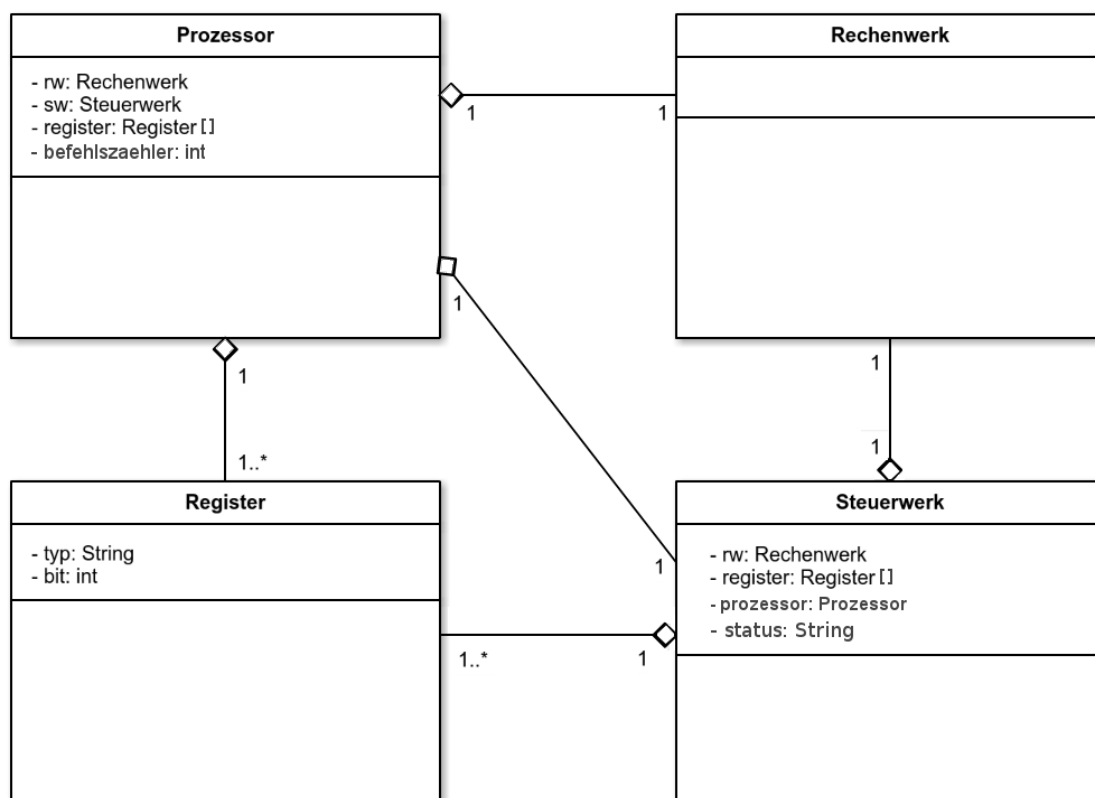 Prozessor
- rw: Rechenwerk
- sw: Steuerwerk
- register: Register[]
- befehlszaehler: int
Rechenwerk
1
1
1
1
1..*
1
1
1
Register
- typ: String
- bit: int
Steuerwerk
- rw: Rechenwerk
- register: Register[]
- prozessor: Prozessor
- status: String
1..*
1